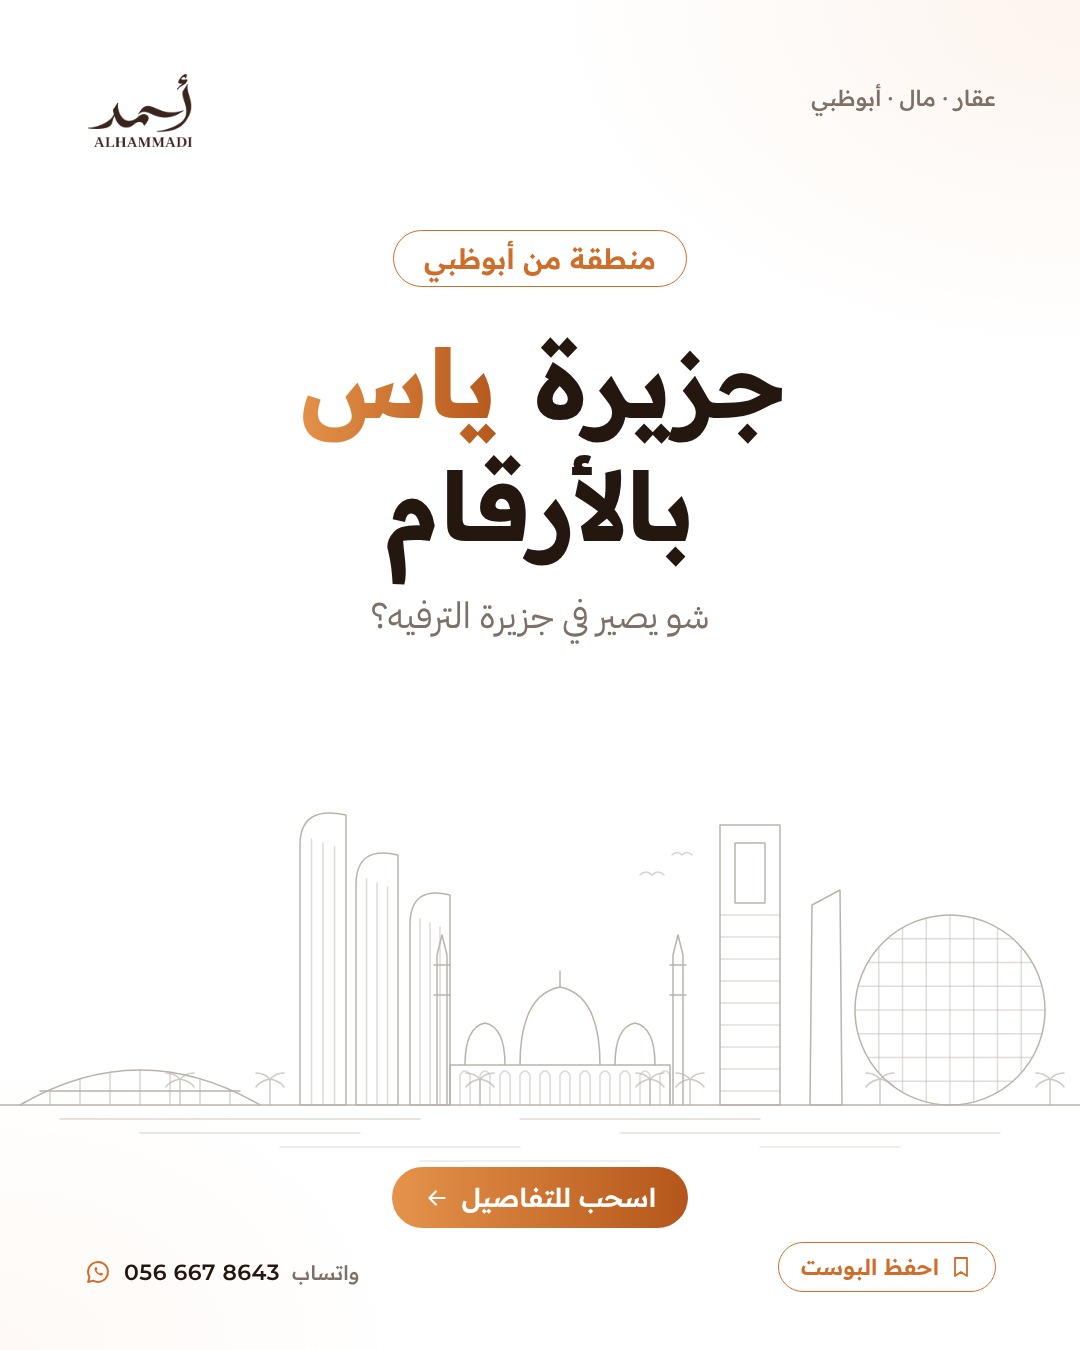 عقار · مال · أبوظبي
أحمد
ALHAMMADI
منطقة من أبوظبي
جزيرة ياس
بالأرقام
شو يصير في جزيرة الترفيه؟
اسحب للتفاصيل ←
احفظ البوست
واتساب 056 667 8643